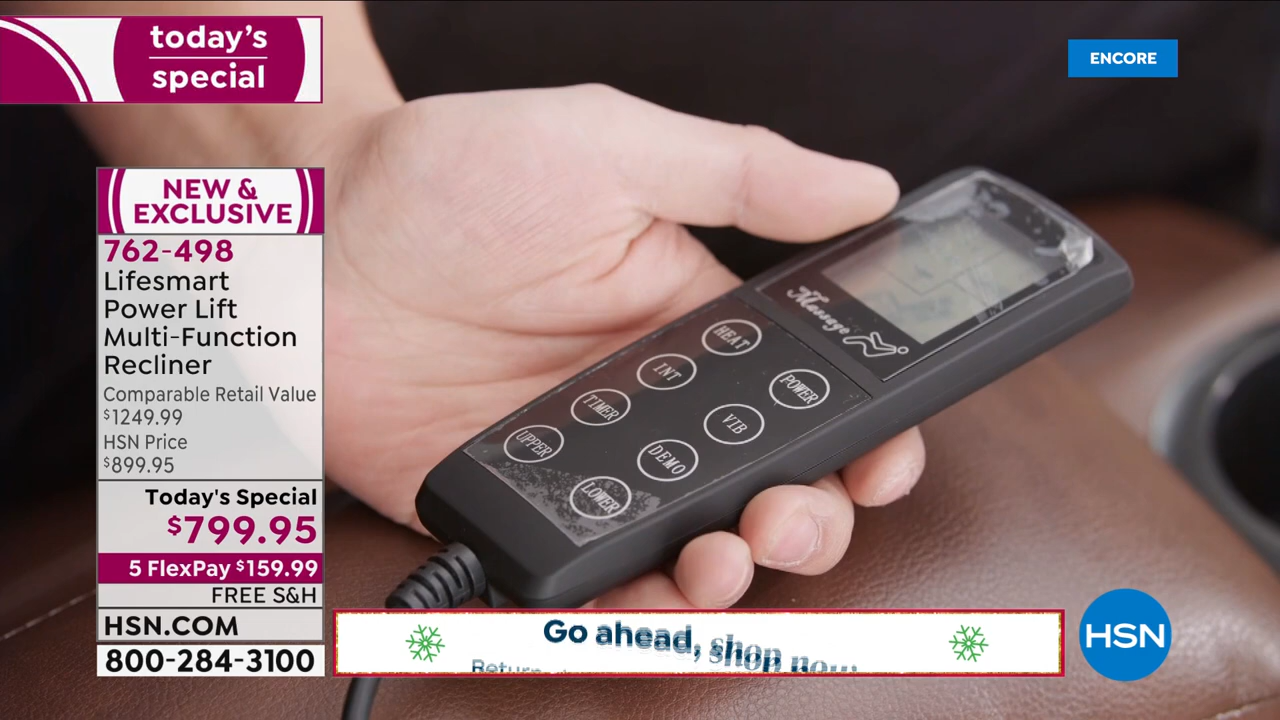 today's
special
ENCORE
NEW &
EXCLUSIVE
762-498
Lifesmart
Power Lift
Multi-Function
Recliner
Comparable Retail Value
$1249.99
HSN Price
$899.95
Today's Special
$799.95
5 FlexPay $159.99
FREE S&H
HSN.COM
800-284-3100
Massage
HEAT
INT
POWER
TIMER
VIB
UPPER
DEMO
LOWER
Go ahead, shop now
HSN